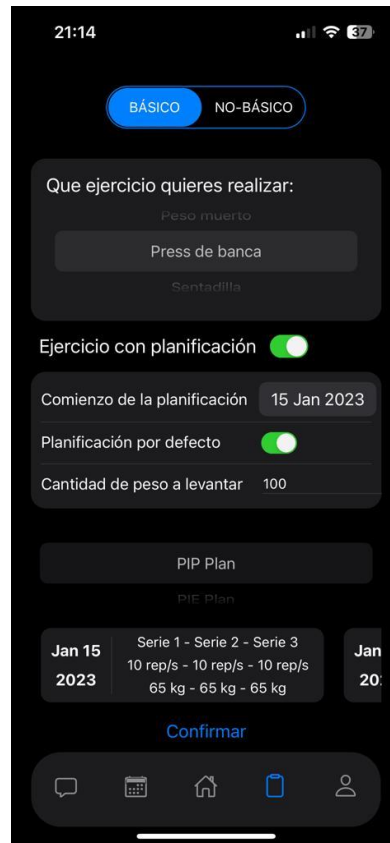 21:14
37
BÁSICO NO-BÁSICO
Que ejercicio quieres realizar:
Peso muerto
Press de banca
Sentadilla
Ejercicio con planificación
Comienzo de la planificación 15 Jan 2023
Planificación por defecto
Cantidad de peso a levantar 100
PIP Plan
PIE Plan
Jan 15
2023
Serie 1 - Serie 2 - Serie 3
10 rep/s - 10 rep/s - 10 rep/s
65 kg - 65 kg - 65 kg
Jan
20
Confirmar